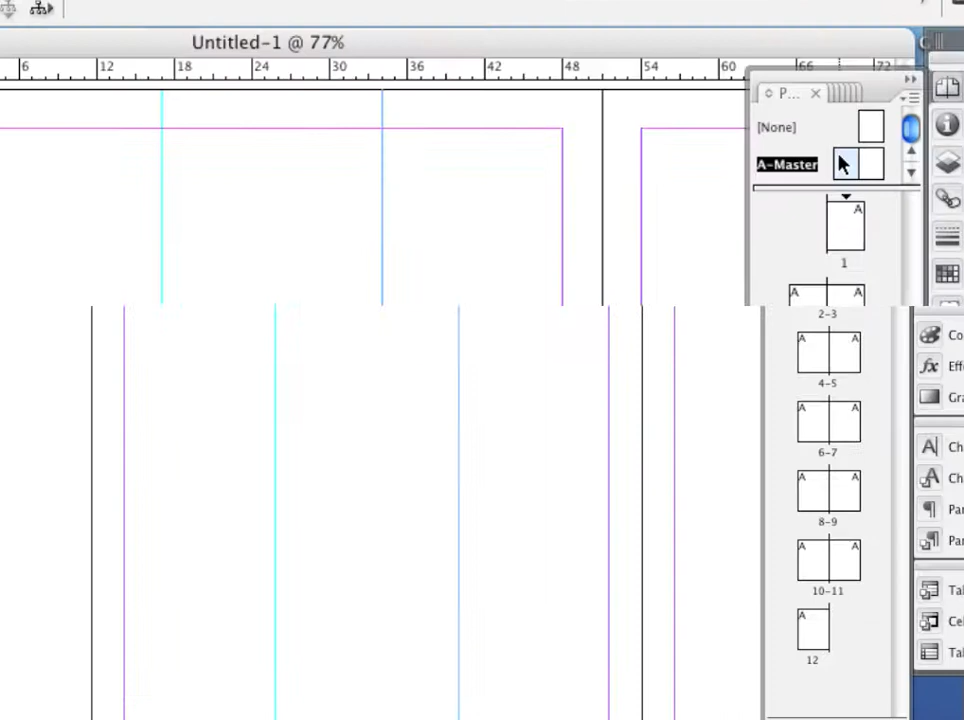 Untitled-1 @ 77%
6 12 18 24 30 36 42 48 54 60 66 72
P...
[None]
A-Master
A
1
A A
2-3
A A
4-5
A A
6-7
A A
8-9
A A
10-11
A
12
Co
Eff
Gra
Ch
Ch
Par
Par
Tal
Cel
Tal